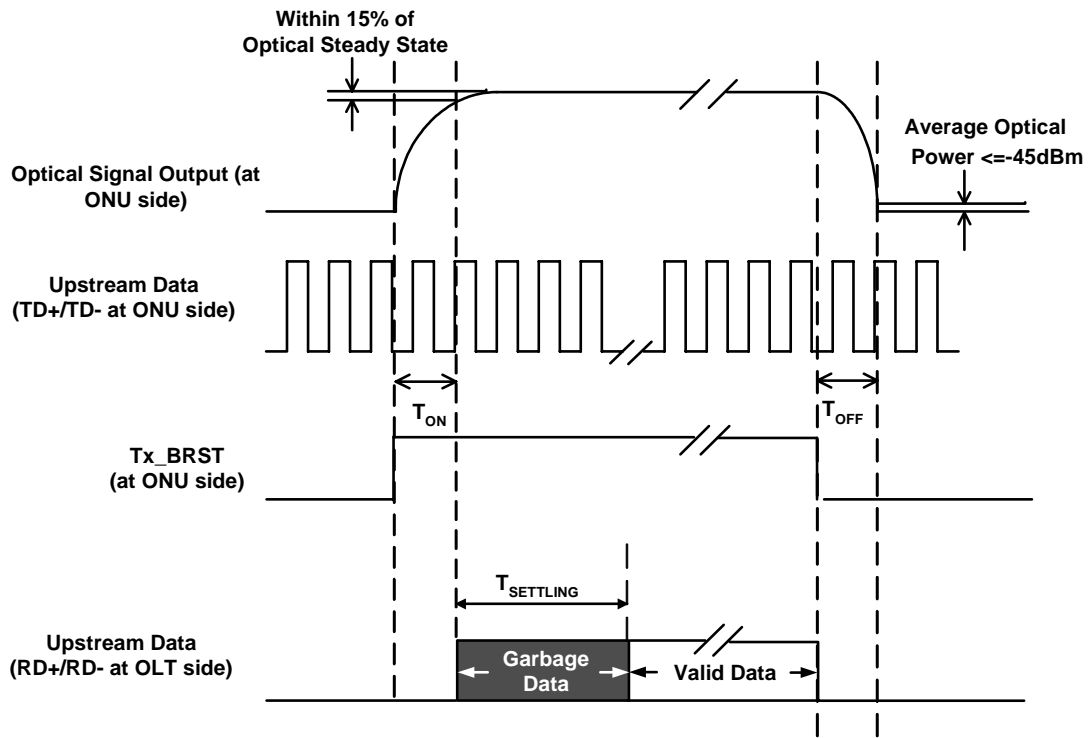 Within 15% of
Optical Steady State
Average Optical
Power <=-45dBm
Optical Signal Output (at
ONU side)
Upstream Data
(TD+/TD- at ONU side)
TON
TOFF
Tx_BRST
(at ONU side)
TSETTLING
Upstream Data
(RD+/RD- at OLT side)
Garbage
Data
Valid Data